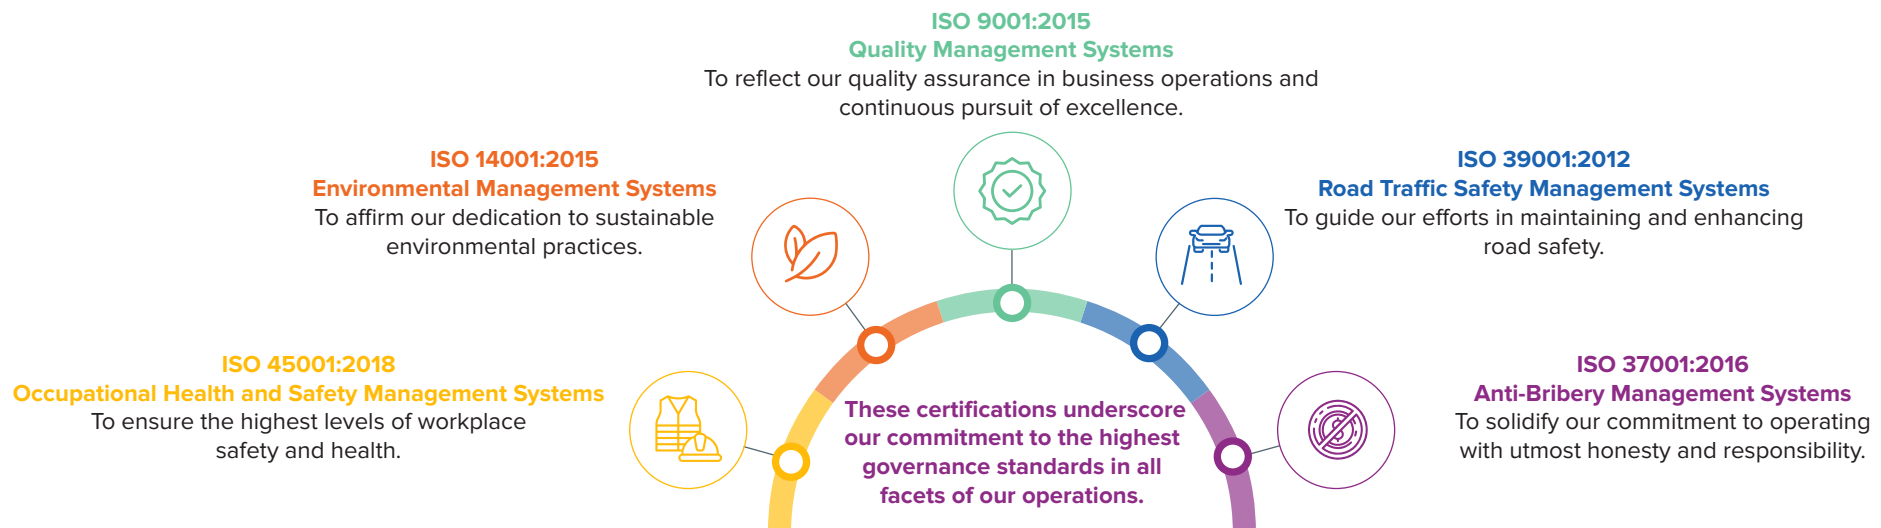 ISO 9001:2015
Quality Management Systems
To reflect our quality assurance in business operations and
continuous pursuit of excellence.
ISO 14001:2015
Environmental Management Systems
To affirm our dedication to sustainable
environmental practices.
ISO 39001:2012
Road Traffic Safety Management Systems
To guide our efforts in maintaining and enhancing
road safety.
ISO 45001:2018
Occupational Health and Safety Management Systems
To ensure the highest levels of workplace
safety and health.
These certifications underscore
our commitment to the highest
governance standards in all
facets of our operations.
ISO 37001:2016
Anti-Bribery Management Systems
To solidify our commitment to operating
with utmost honesty and responsibility.